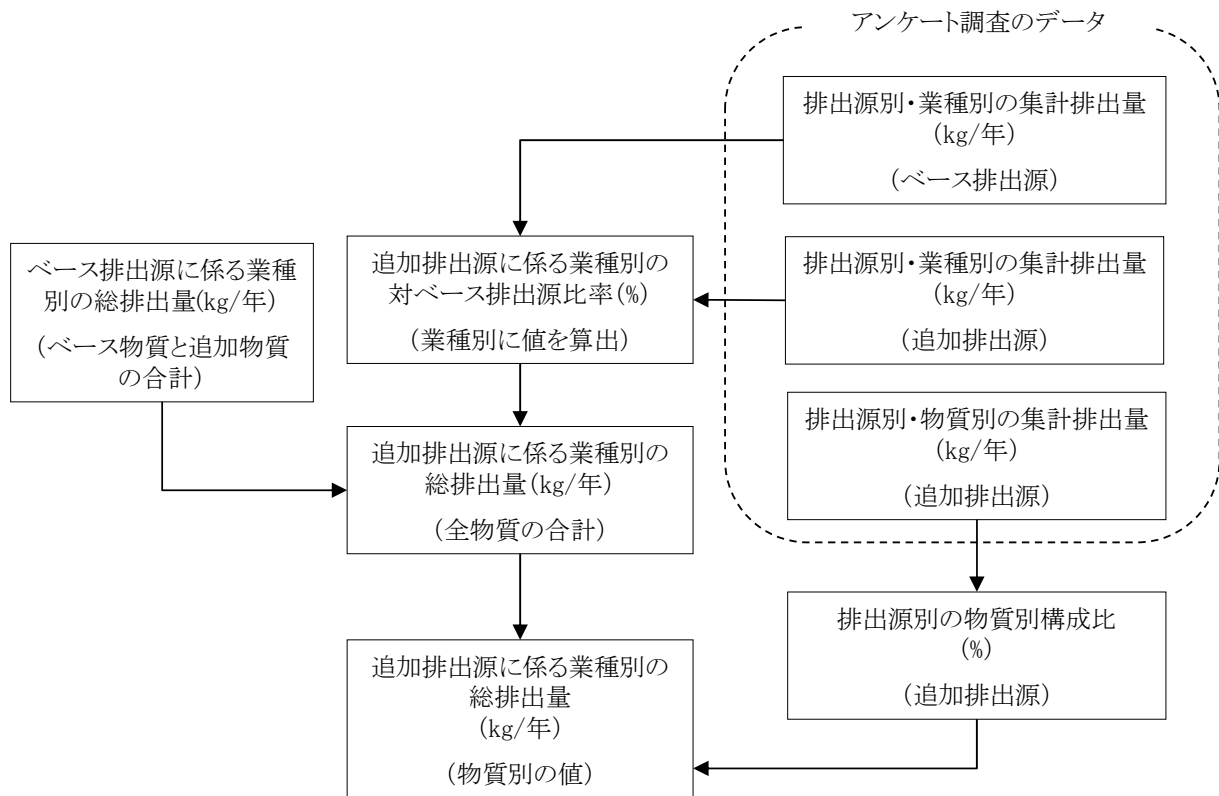 アンケート調査のデータ
排出源別・業種別の集計排出量
(kg/年)
(ベース排出源)
ベース排出源に係る業種
別の総排出量(kg/年)
(ベース物質と追加物質
の合計)
追加排出源に係る業種別の
対ベース排出源比率(%)
(業種別に値を算出)
排出源別・業種別の集計排出量
(kg/年)
(追加排出源)
追加排出源に係る業種別の
総排出量(kg/年)
(全物質の合計)
排出源別・物質別の集計排出量
(kg/年)
(追加排出源)
追加排出源に係る業種別の
総排出量
(kg/年)
(物質別の値)
排出源別の物質別構成比
(%)
(追加排出源)